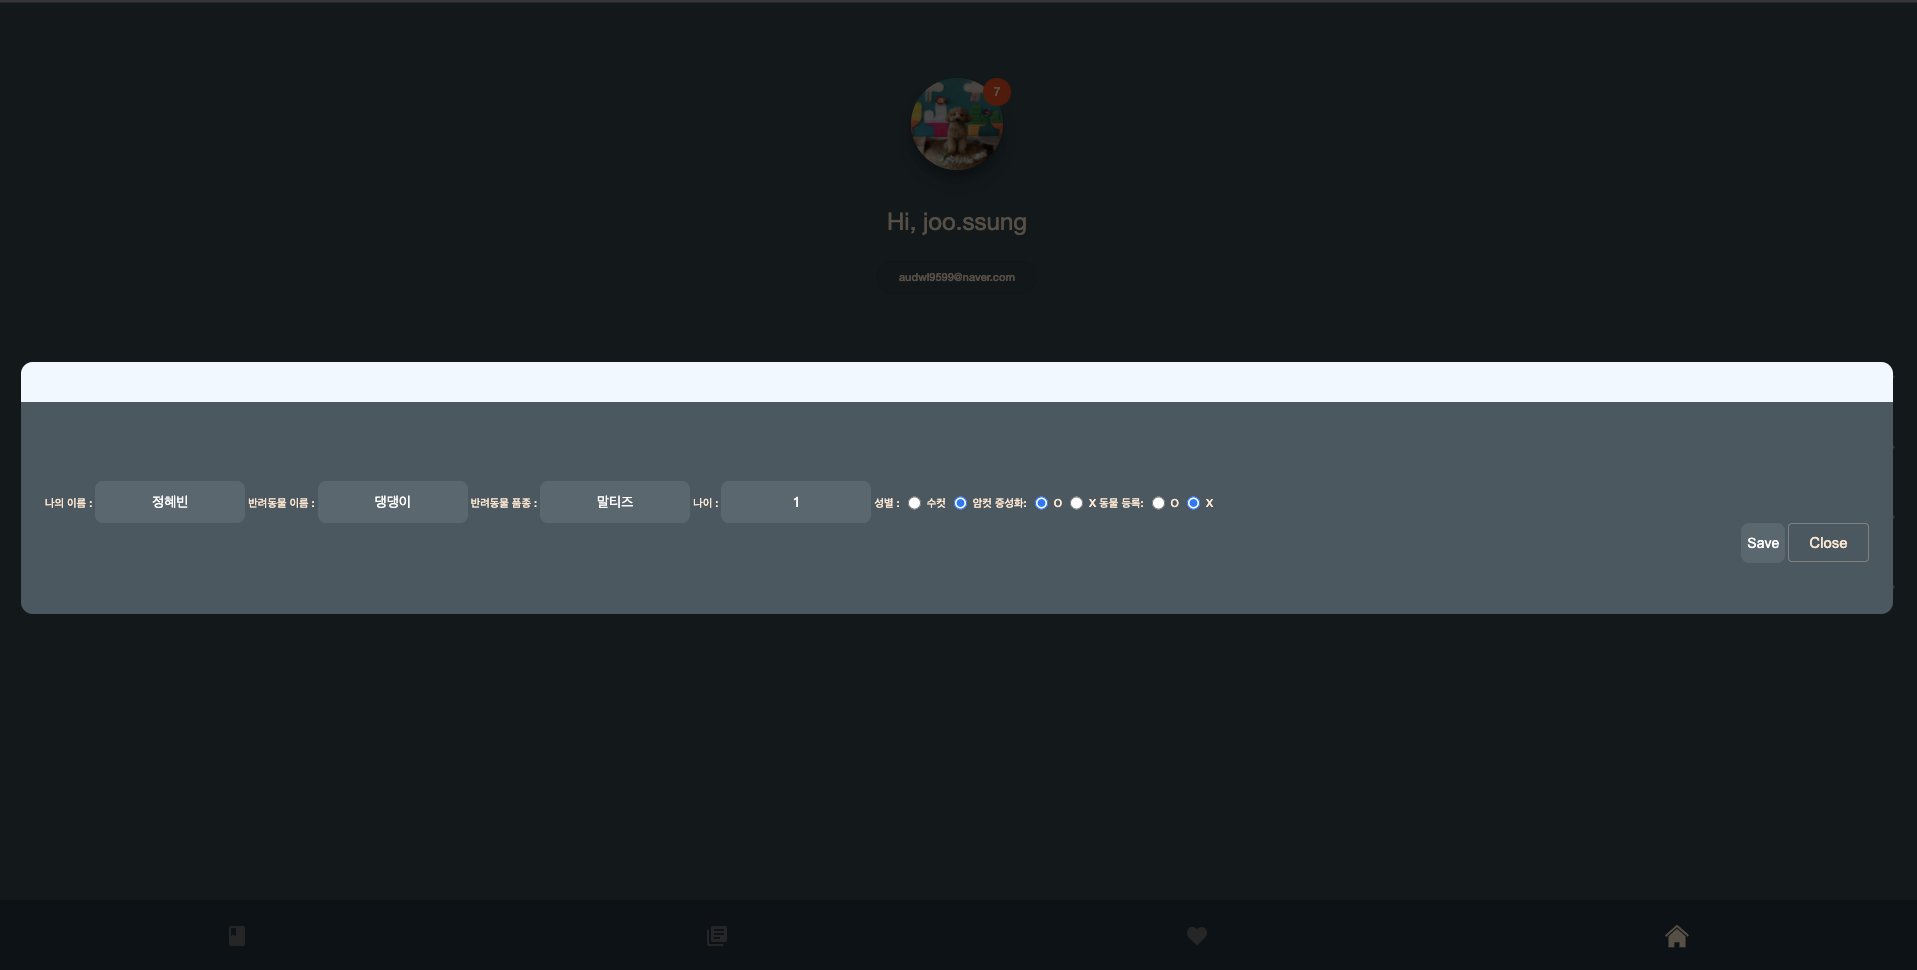 7
Hi, joo.ssung
audwl9599@naver.com
나의 이름 : 정혜빈 반려동물 이름 : 댕댕이 반려동물 품종 : 말티즈 나이 : 1 성별 : 수컷 암컷 중성화: O X 동물 등록: O X
Save Close